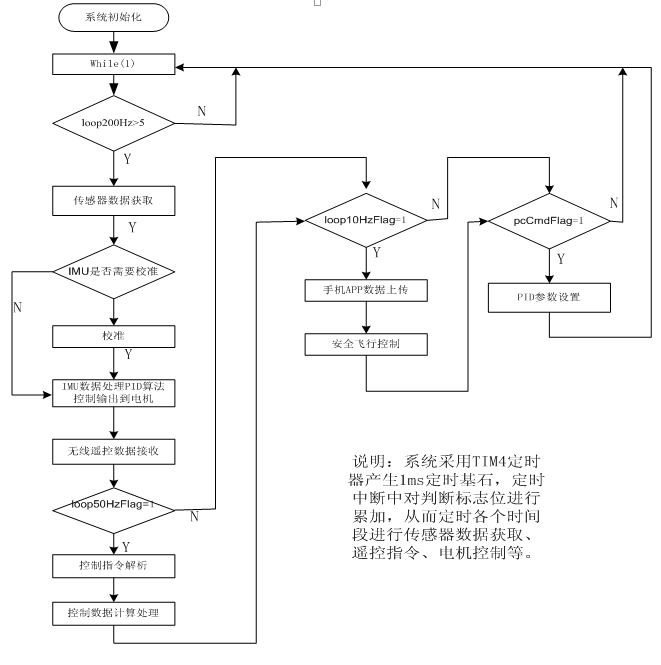 系统初始化
While(1)
loop200Hz>5
N
Y
传感器数据获取
Y
IMU是否需要校准
N
校准
Y
IMU数据处理PID算法
控制输出到电机
无线遥控数据接收
loop50HzFlag=1
N
Y
控制指令解析
控制数据计算处理
loop10HzFlag=1
N
Y
手机APP数据上传
安全飞行控制
pcCmdFlag=1
N
Y
PID参数设置
说明：系统采用TIM4定时
器产生1ms定时基石，定时
中断中对判断标志位进行
累加，从而定时各个时间
段进行传感器数据获取、
遥控指令、电机控制等。